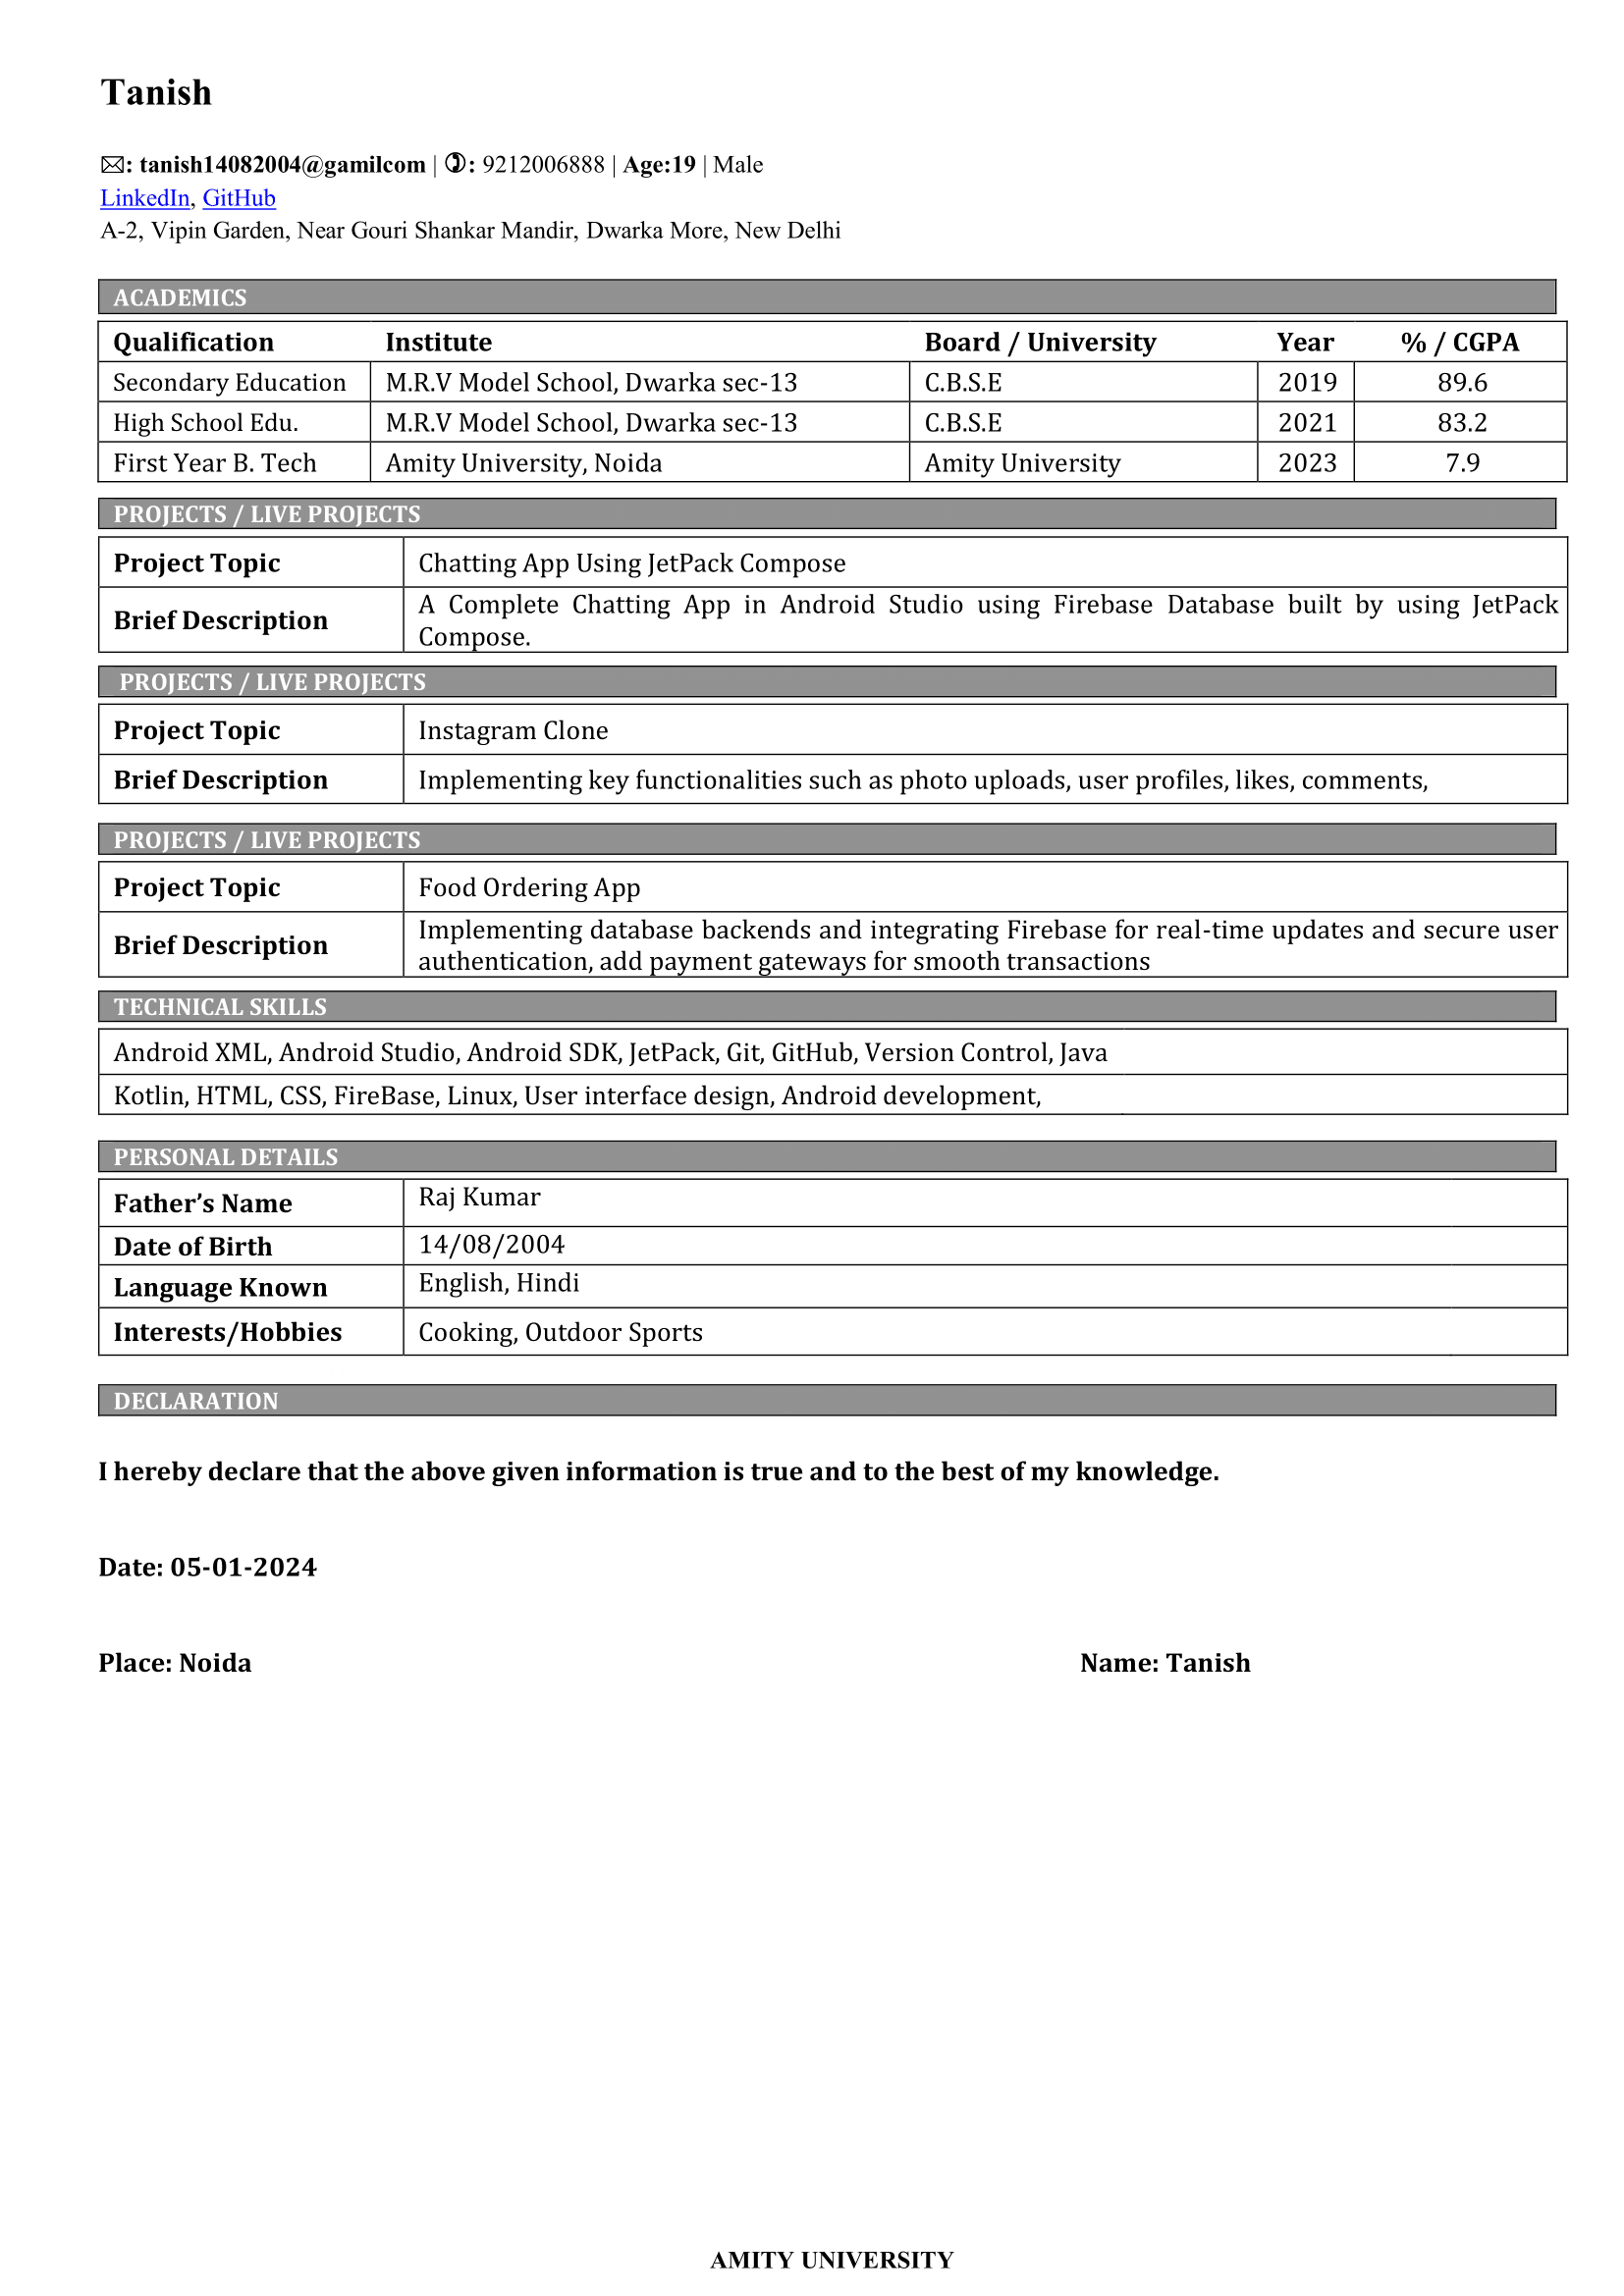 Tanish
✉: tanish14082004@gamilcom | ✆: 9212006888 | Age:19 | Male
LinkedIn, GitHub
A-2, Vipin Garden, Near Gouri Shankar Mandir, Dwarka More, New Delhi
ACADEMICS
Qualification Institute Board / University Year % / CGPA
Secondary Education M.R.V Model School, Dwarka sec-13 C.B.S.E 2019 89.6
High School Edu. M.R.V Model School, Dwarka sec-13 C.B.S.E 2021 83.2
First Year B. Tech Amity University, Noida Amity University 2023 7.9
PROJECTS / LIVE PROJECTS
Project Topic Chatting App Using JetPack Compose
Brief Description A Complete Chatting App in Android Studio using Firebase Database built by using JetPack
Compose.
PROJECTS / LIVE PROJECTS
Project Topic Instagram Clone
Brief Description Implementing key functionalities such as photo uploads, user profiles, likes, comments,
PROJECTS / LIVE PROJECTS
Project Topic Food Ordering App
Brief Description Implementing database backends and integrating Firebase for real-time updates and secure user
authentication, add payment gateways for smooth transactions
TECHNICAL SKILLS
Android XML, Android Studio, Android SDK, JetPack, Git, GitHub, Version Control, Java
Kotlin, HTML, CSS, FireBase, Linux, User interface design, Android development,
PERSONAL DETAILS
Father’s Name Raj Kumar
Date of Birth 14/08/2004
Language Known English, Hindi
Interests/Hobbies Cooking, Outdoor Sports
DECLARATION
I hereby declare that the above given information is true and to the best of my knowledge.
Date: 05-01-2024
Place: Noida Name: Tanish
AMITY UNIVERSITY